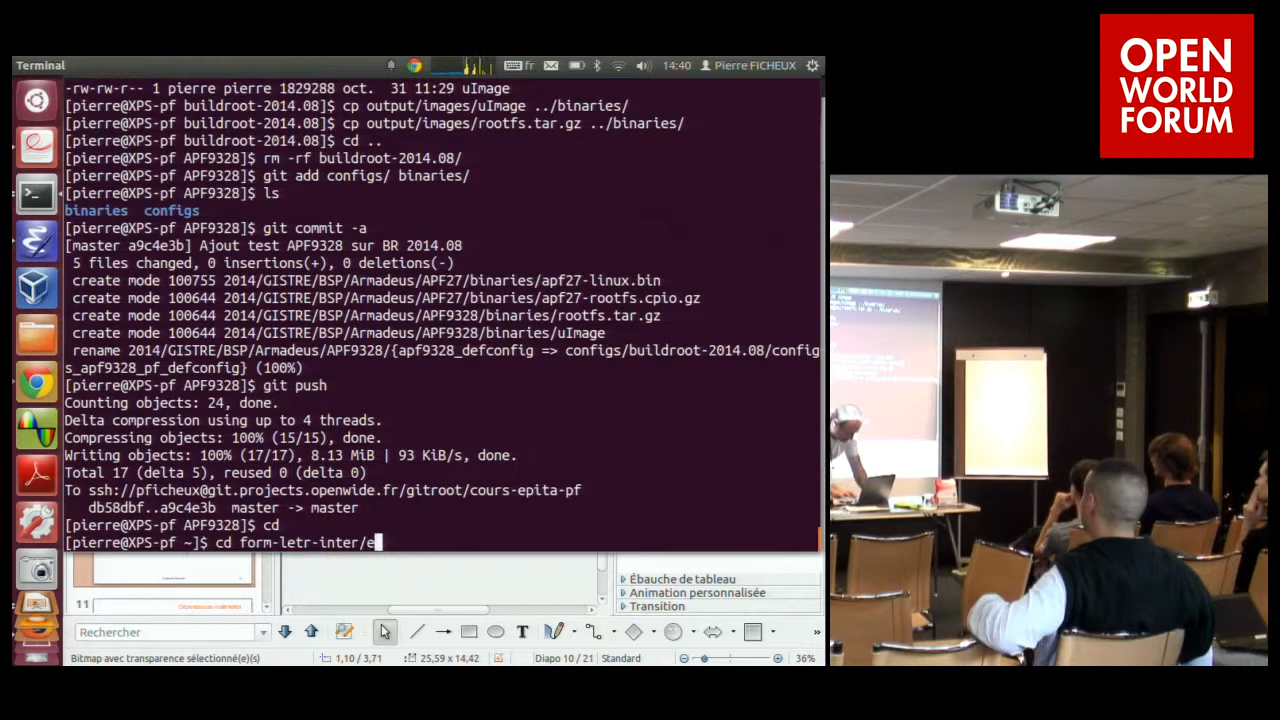 OPEN
WORLD
FORUM
Terminal
fr
14:40
Pierre FICHEUX
-rw-rw-r-- 1 pierre pierre 1829288 oct.  31 11:29 uImage
[pierre@XPS-pf buildroot-2014.08]$ cp output/images/uImage ../binaries/
[pierre@XPS-pf buildroot-2014.08]$ cp output/images/rootfs.tar.gz ../binaries/
[pierre@XPS-pf buildroot-2014.08]$ cd ..
[pierre@XPS-pf APF9328]$ rm -rf buildroot-2014.08/
[pierre@XPS-pf APF9328]$ git add configs/ binaries/
[pierre@XPS-pf APF9328]$ ls
binaries  configs
[pierre@XPS-pf APF9328]$ git commit -a
[master a9c4e3b] Ajout test APF9328 sur BR 2014.08
 5 files changed, 0 insertions(+), 0 deletions(-)
 create mode 100755 2014/GISTRE/BSP/Armadeus/APF27/binaries/apf27-linux.bin
 create mode 100644 2014/GISTRE/BSP/Armadeus/APF27/binaries/apf27-rootfs.cpio.gz
 create mode 100644 2014/GISTRE/BSP/Armadeus/APF9328/binaries/rootfs.tar.gz
 create mode 100644 2014/GISTRE/BSP/Armadeus/APF9328/binaries/uImage
 rename 2014/GISTRE/BSP/Armadeus/APF9328/{apf9328_defconfig => configs/buildroot-2014.08/config
s_apf9328_pf_defconfig} (100%)
[pierre@XPS-pf APF9328]$ git push
Counting objects: 24, done.
Delta compression using up to 4 threads.
Compressing objects: 100% (15/15), done.
Writing objects: 100% (17/17), 8.13 MiB | 93 KiB/s, done.
Total 17 (delta 5), reused 0 (delta 0)
To ssh://pficheux@git.projects.openwide.fr/gitroot/cours-epita-pf
   db58dbf..a9c4e3b  master -> master
[pierre@XPS-pf APF9328]$ cd
[pierre@XPS-pf ~]$ cd form-letr-inter/e
Ébauche de tableau
Animation personnalisée
Transition
11
Rechercher
Bitmap avec transparence sélectionné(e)(s)
1,10 / 3,71
25,59 x 14,42
Diapo 10 / 21
Standard
36%